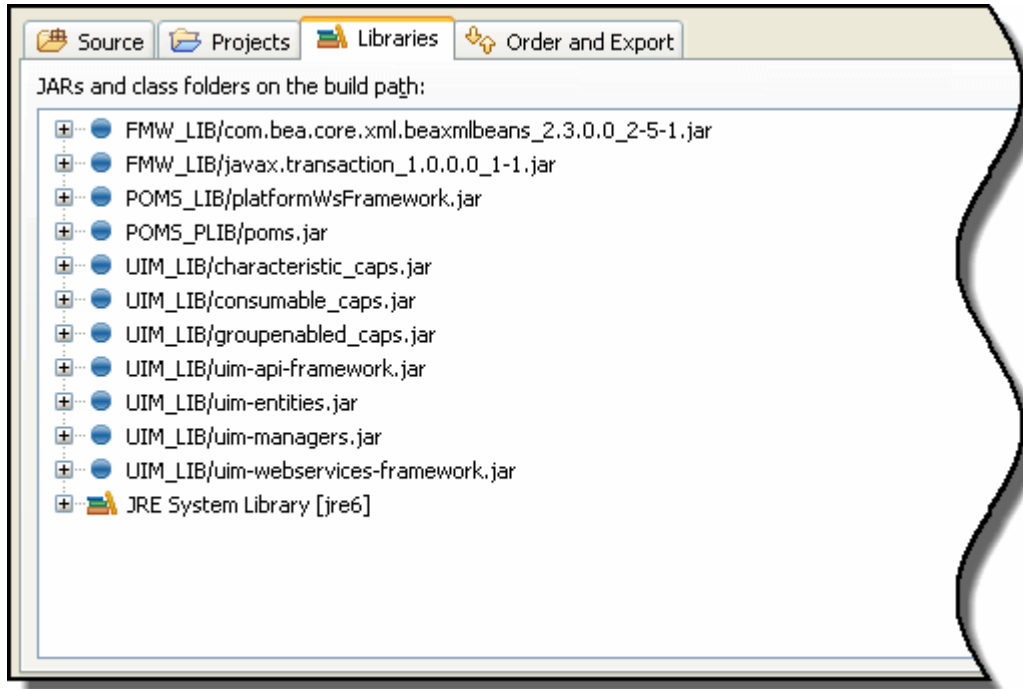 Source Projects Libraries Order and Export
JARs and class folders on the build path:
FMW_LIB/com.bea.core.xml.beaxmlbeans_2.3.0.0_2-5-1.jar
FMW_LIB/javax.transaction_1.0.0.0_1-1.jar
POMS_LIB/platformWsFramework.jar
POMS_PLIB/poms.jar
UIM_LIB/characteristic_caps.jar
UIM_LIB/consumable_caps.jar
UIM_LIB/groupenabled_caps.jar
UIM_LIB/uim-api-framework.jar
UIM_LIB/uim-entities.jar
UIM_LIB/uim-managers.jar
UIM_LIB/uim-webservices-framework.jar
JRE System Library [jre6]